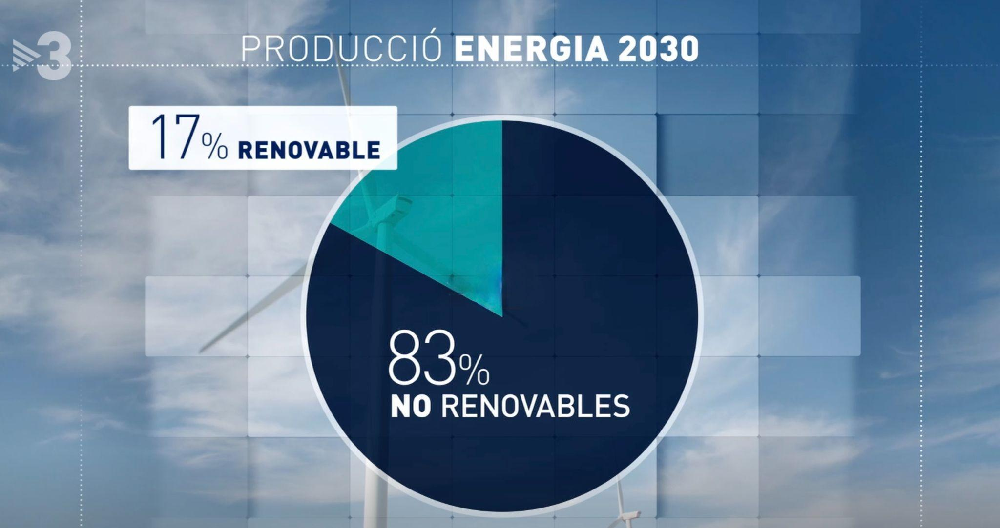 3
PRODUCCIÓ ENERGIA 2030
17% RENOVABLE
83%
NO RENOVABLES